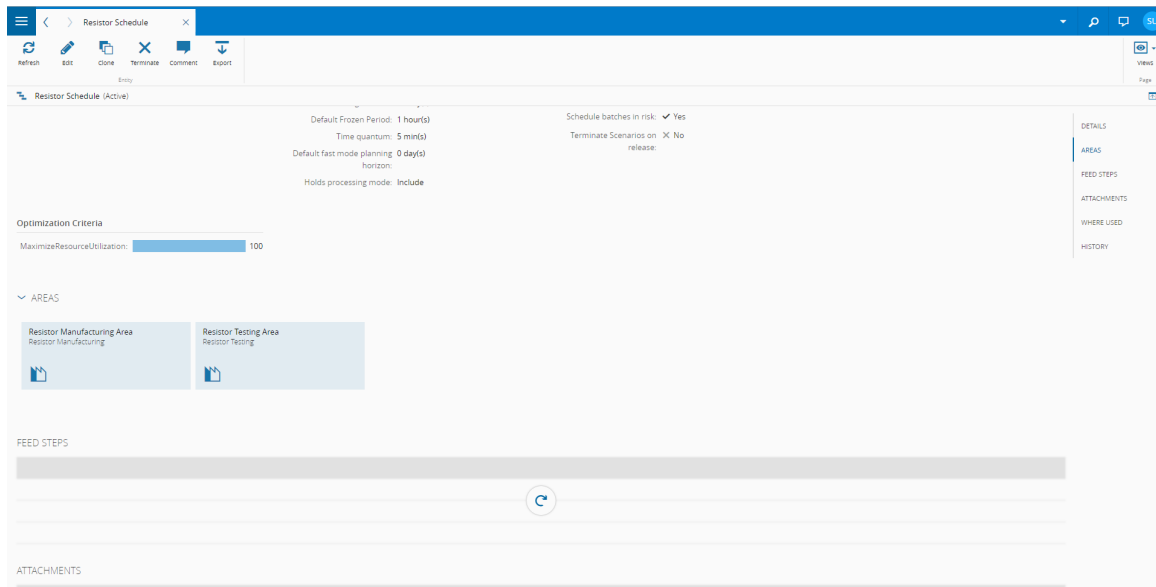 Resistor Schedule
SU
Refresh
Edit
Clone
Terminate
Comment
Export
Views
Entity
Page
Resistor Schedule (Active)
Default Frozen Period: 1 hour(s)
Time quantum: 5 min(s)
Default fast mode planning 0 day(s)
horizon:
Holds processing mode: Include
Schedule batches in risk: Yes
Terminate Scenarios on No
release:
DETAILS
AREAS
FEED STEPS
ATTACHMENTS
WHERE USED
HISTORY
Optimization Criteria
MaximizeResourceUtilization: 100
AREAS
Resistor Manufacturing Area
Resistor Manufacturing
Resistor Testing Area
Resistor Testing
FEED STEPS
ATTACHMENTS